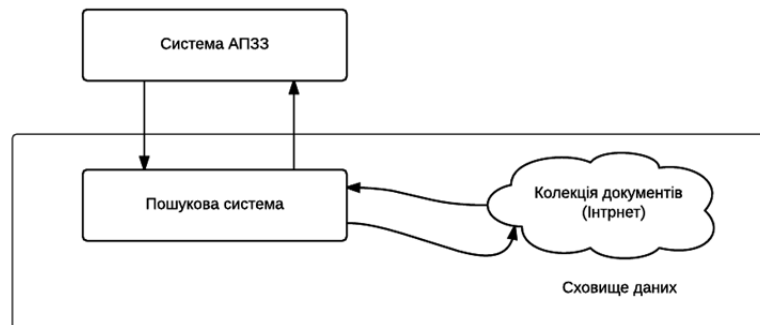 Система АПЗЗ
Пошукова система
Колекція документів
(Інтрнет)
Сховище даних